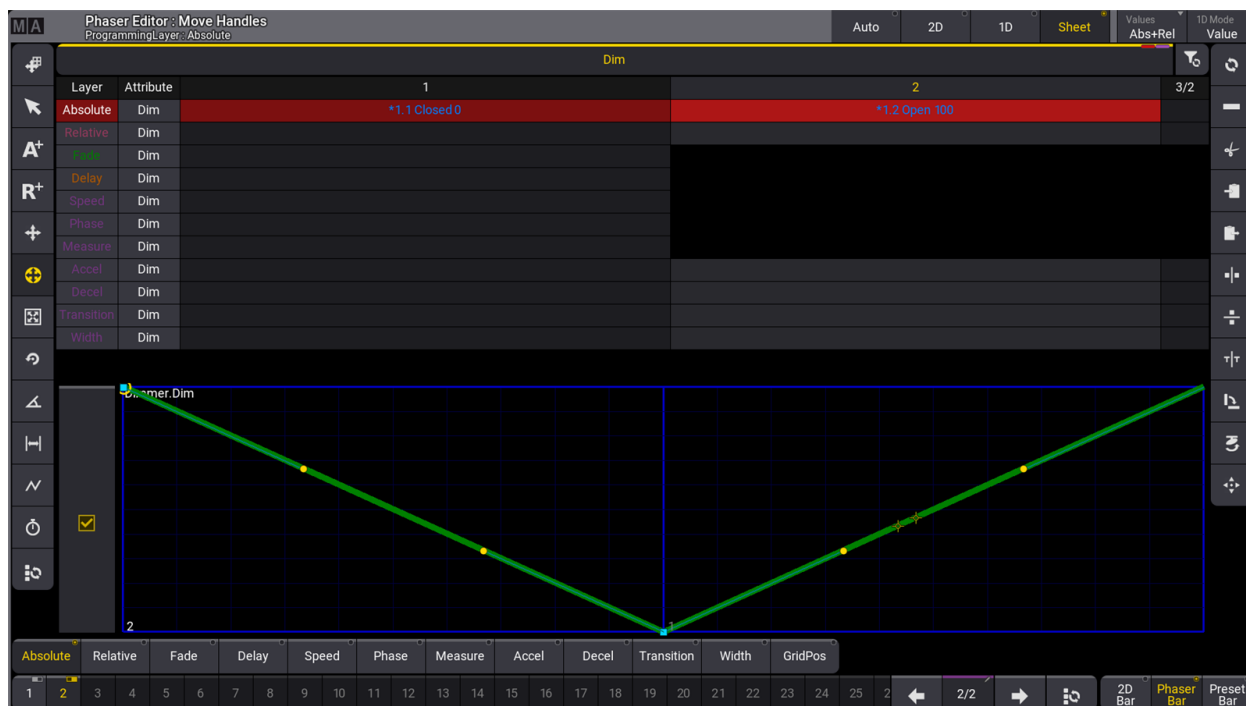 MA Phaser Editor : Move Handles Auto 2D 1D Sheet Values Abs+Rel 1D Mode Value
ProgrammingLayer : Absolute
Dim
Layer Attribute 1 2 3/2
Absolute Dim *1.1 Closed 0 *1.2 Open 100
Relative Dim
Fade Dim
Delay Dim
Speed Dim
Phase Dim
Measure Dim
Accel Dim
Decel Dim
Transition Dim
Width Dim
A+
R+
T|T
Dimmer.Dim
2 1
Absolute Relative Fade Delay Speed Phase Measure Accel Decel Transition Width GridPos
1 2 3 4 5 6 7 8 9 10 11 12 13 14 15 16 17 18 19 20 21 22 23 24 25 2 2/2 2D Bar Phaser Bar Preset Bar